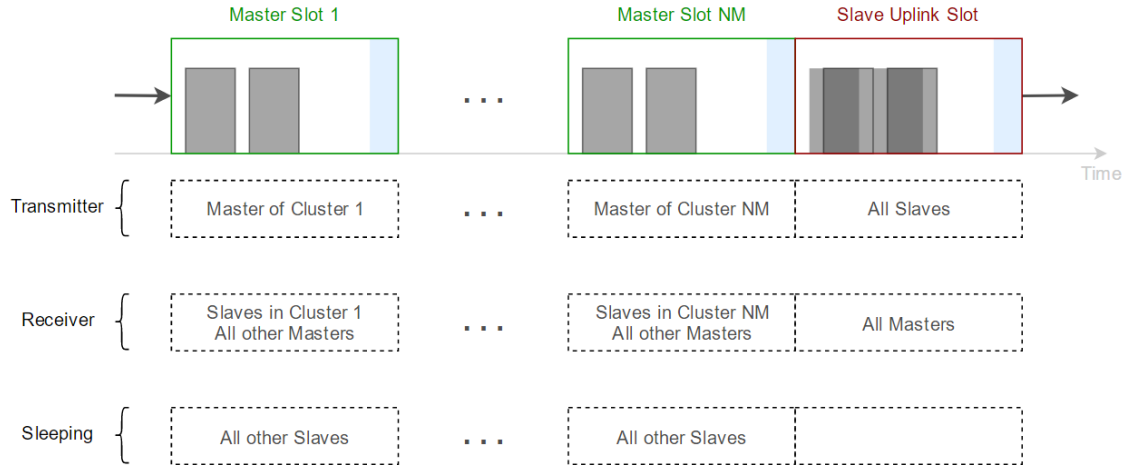 Master Slot 1
Master Slot NM
Slave Uplink Slot
. . .
Time
Transmitter
Master of Cluster 1
. . .
Master of Cluster NM
All Slaves
Receiver
Slaves in Cluster 1
All other Masters
. . .
Slaves in Cluster NM
All other Masters
All Masters
Sleeping
All other Slaves
. . .
All other Slaves